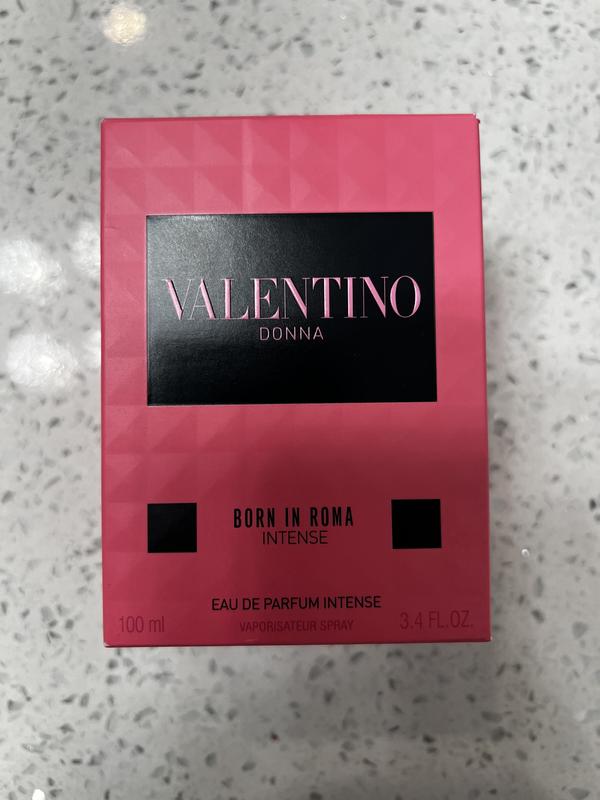 VALENTINO
DONNA
BORN IN ROMA
INTENSE
EAU DE PARFUM INTENSE
100 ml VAPORISATEUR SPRAY 3.4 FL.OZ.